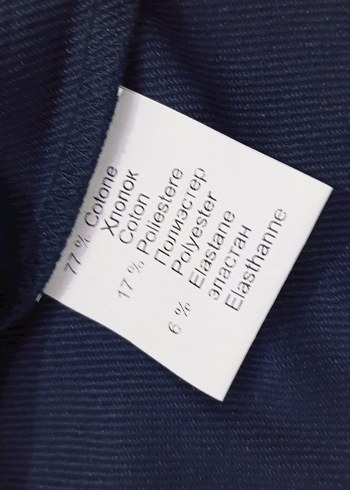 77 % Cotone
Хлопок
Coton
17 % Poliestere
Полиэстер
Polyester
6 % Elastane
эластан
Elasthanne